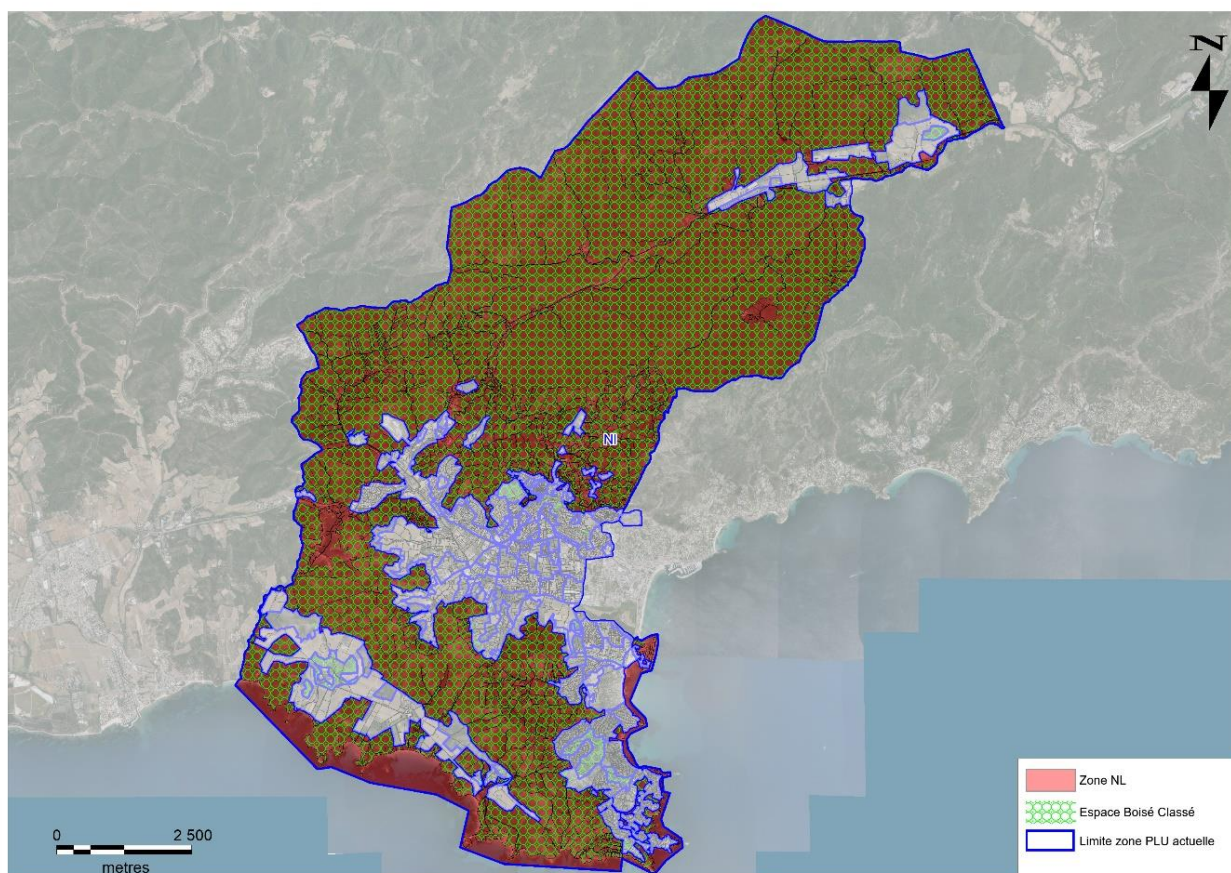 N
Nl
Zone NL
Espace Boisé Classé
Limite zone PLU actuelle
0 2 500
metres